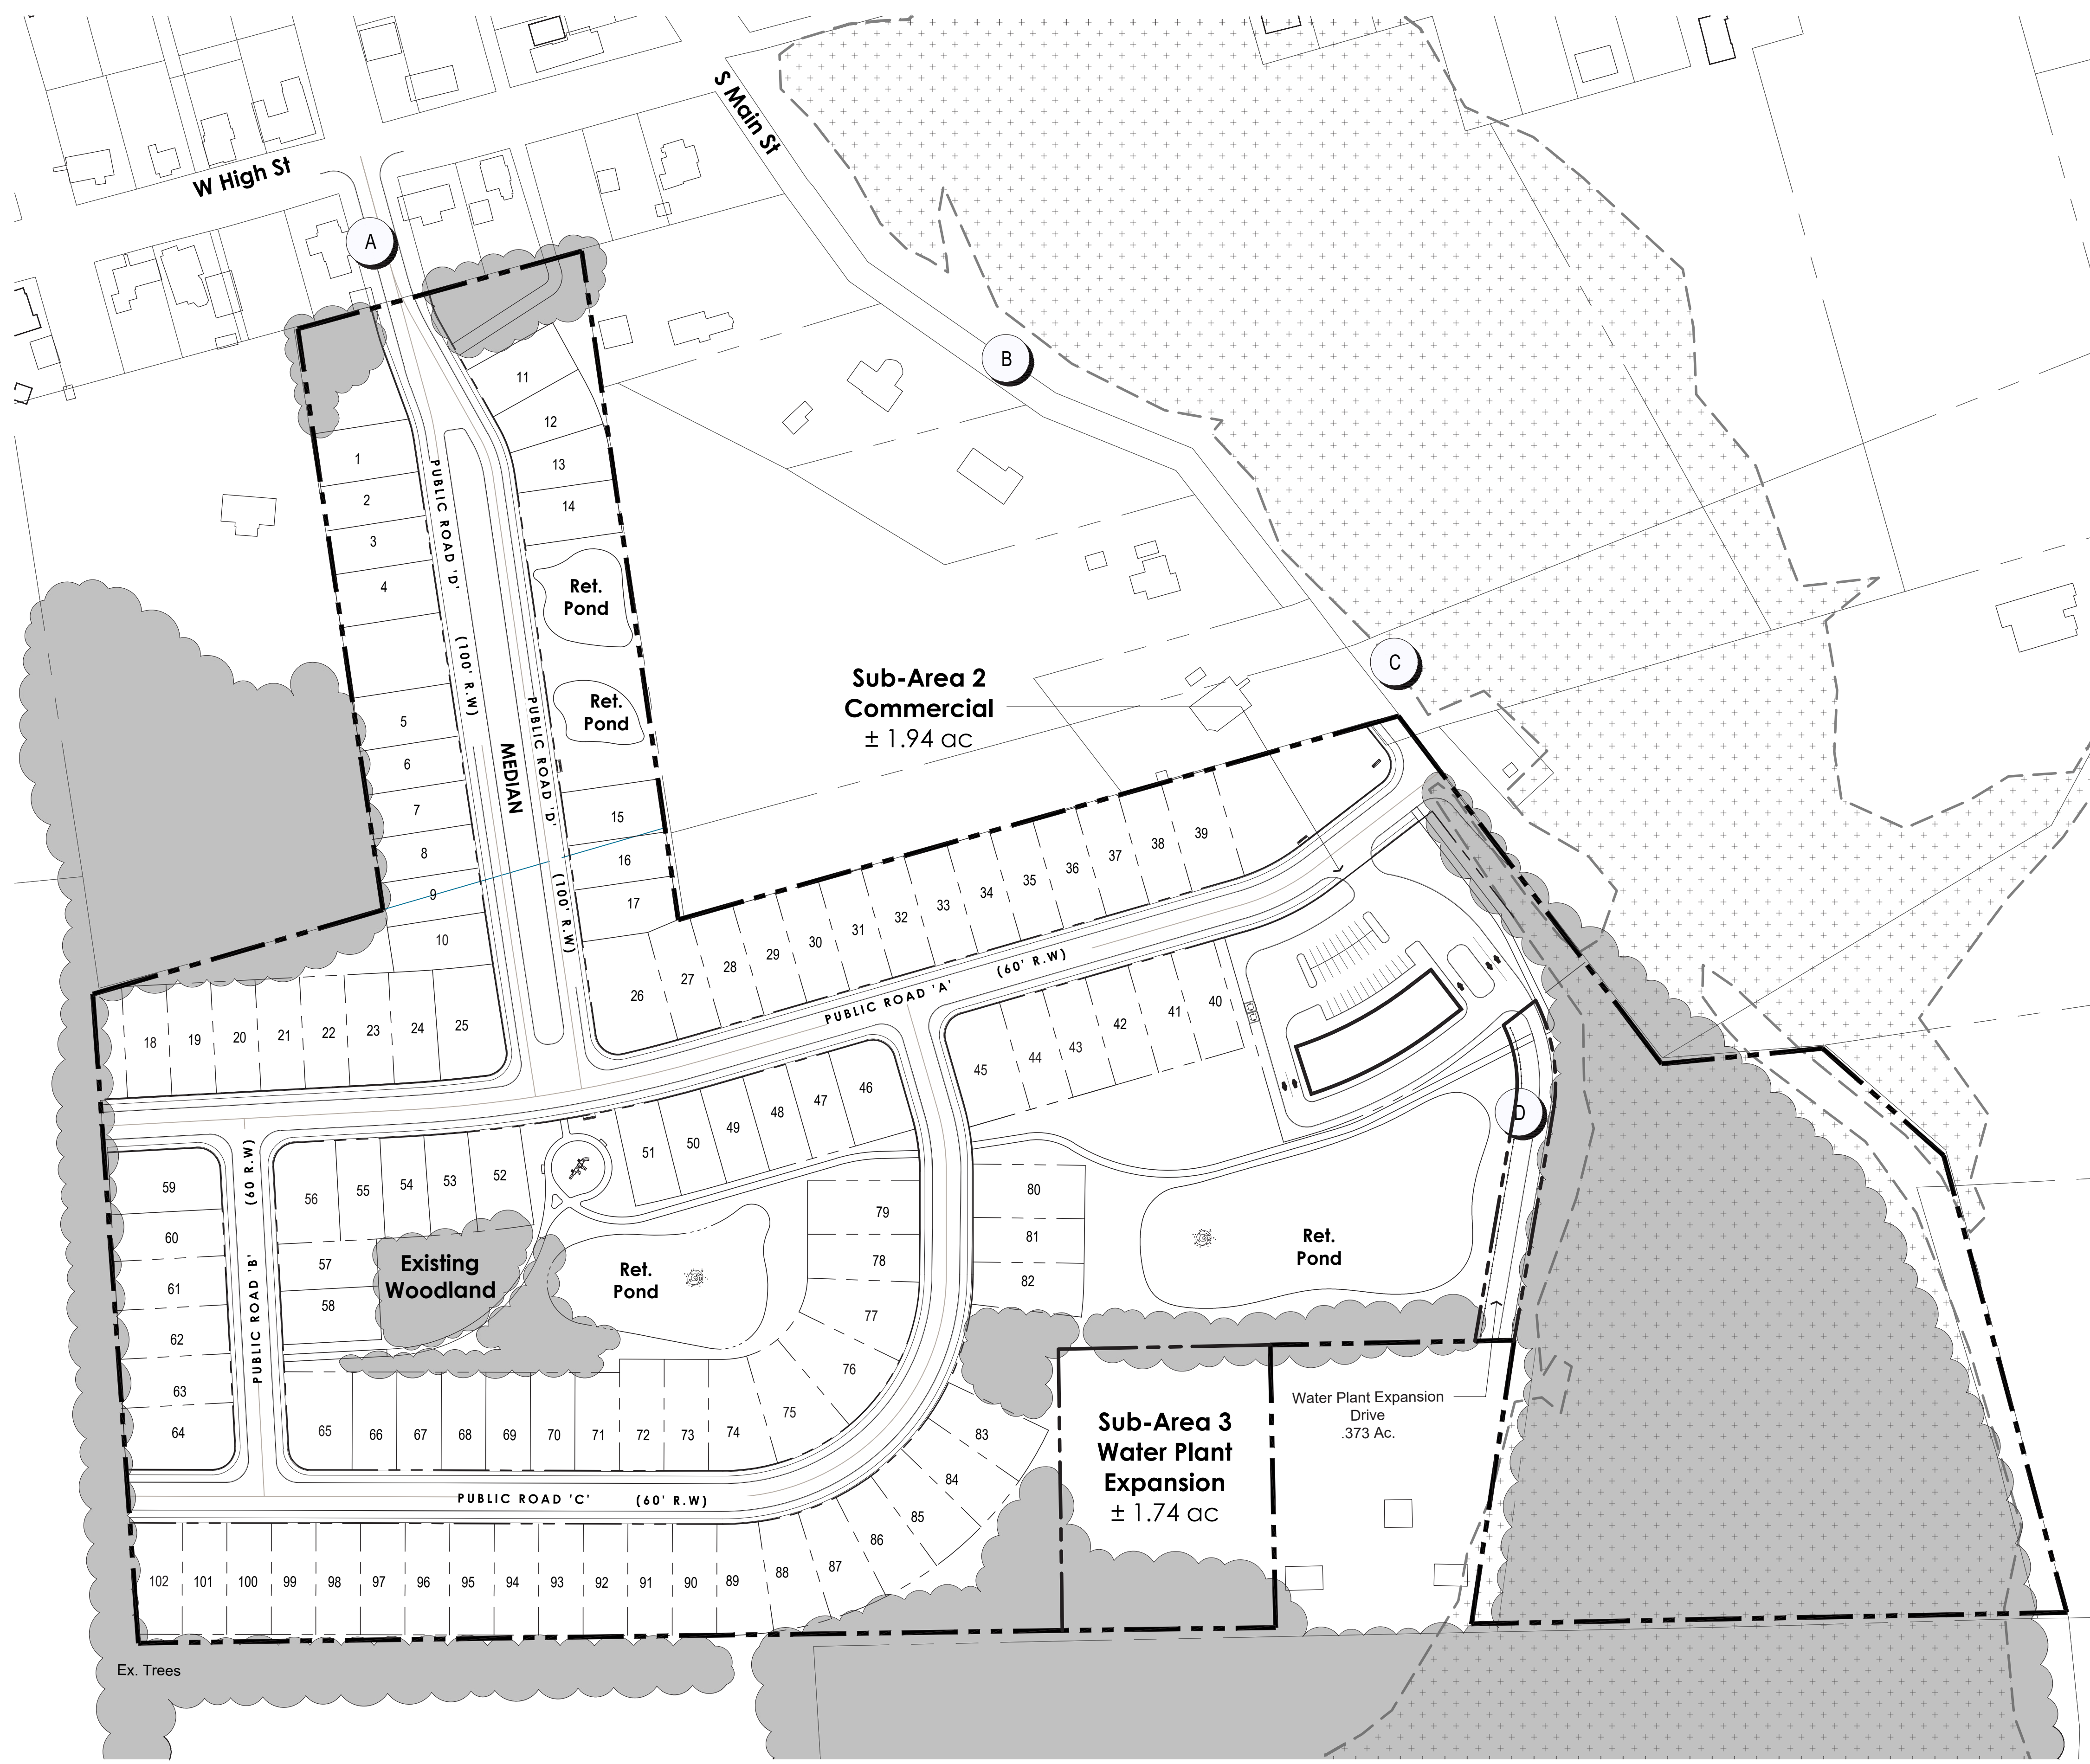 S Main St
W High St
A
B
C
D
11
12
13
14
1
2
3
4
PUBLIC ROAD 'D'
(100' R.W)
Ret.
Pond
Ret.
Pond
5
6
7
8
9
10
MEDIAN
PUBLIC ROAD 'D'
(100' R.W)
15
16
17
Sub-Area 2
Commercial
± 1.94 ac
18
19
20
21
22
23
24
25
26
27
28
29
30
31
32
33
34
35
36
37
38
39
PUBLIC ROAD 'A'
(60' R.W)
45
44
43
42
41
40
51
50
49
48
47
46
59
60
61
62
63
64
(60 R.W)
PUBLIC ROAD 'B'
56
55
54
53
52
57
58
Existing
Woodland
Ret.
Pond
79
78
77
76
75
80
81
82
Ret.
Pond
65
66
67
68
69
70
71
72
73
74
83
84
85
86
87
88
PUBLIC ROAD 'C'
(60' R.W)
Sub-Area 3
Water Plant
Expansion
± 1.74 ac
Water Plant Expansion
Drive
.373 Ac.
102
101
100
99
98
97
96
95
94
93
92
91
90
89
Ex. Trees